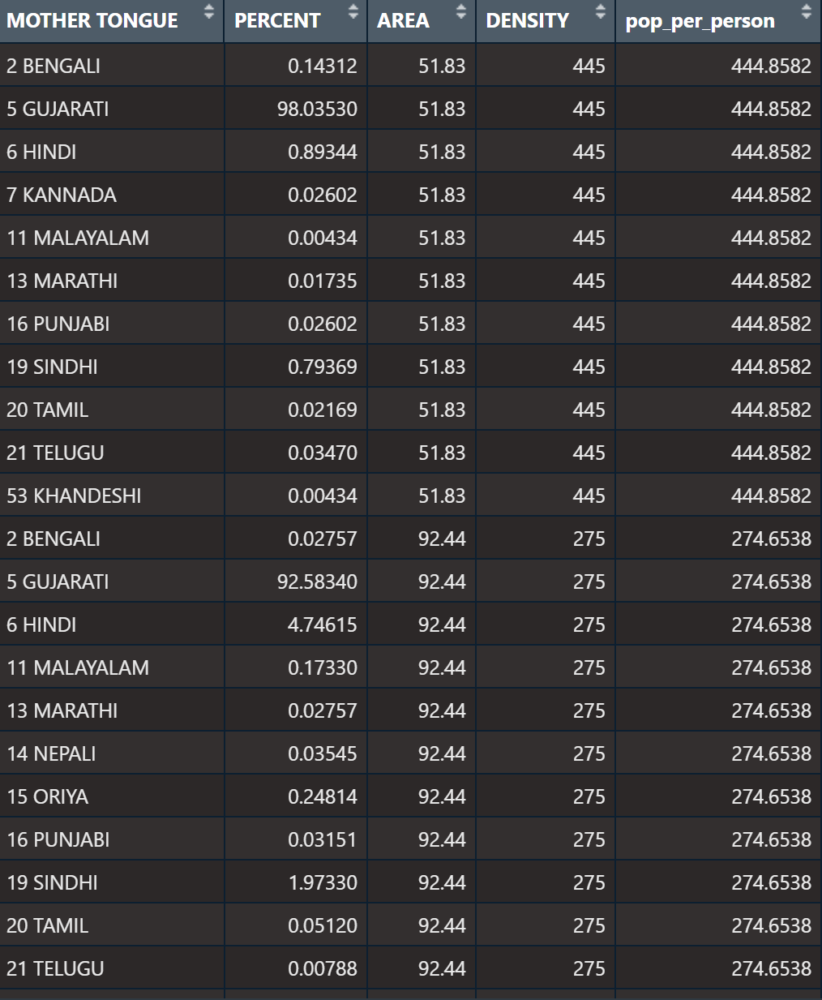 MOTHER TONGUE PERCENT AREA DENSITY pop_per_person
2 BENGALI 0.14312 51.83 445 444.8582
5 GUJARATI 98.03530 51.83 445 444.8582
6 HINDI 0.89344 51.83 445 444.8582
7 KANNADA 0.02602 51.83 445 444.8582
11 MALAYALAM 0.00434 51.83 445 444.8582
13 MARATHI 0.01735 51.83 445 444.8582
16 PUNJABI 0.02602 51.83 445 444.8582
19 SINDHI 0.79369 51.83 445 444.8582
20 TAMIL 0.02169 51.83 445 444.8582
21 TELUGU 0.03470 51.83 445 444.8582
53 KHANDESHI 0.00434 51.83 445 444.8582
2 BENGALI 0.02757 92.44 275 274.6538
5 GUJARATI 92.58340 92.44 275 274.6538
6 HINDI 4.74615 92.44 275 274.6538
11 MALAYALAM 0.17330 92.44 275 274.6538
13 MARATHI 0.02757 92.44 275 274.6538
14 NEPALI 0.03545 92.44 275 274.6538
15 ORIYA 0.24814 92.44 275 274.6538
16 PUNJABI 0.03151 92.44 275 274.6538
19 SINDHI 1.97330 92.44 275 274.6538
20 TAMIL 0.05120 92.44 275 274.6538
21 TELUGU 0.00788 92.44 275 274.6538